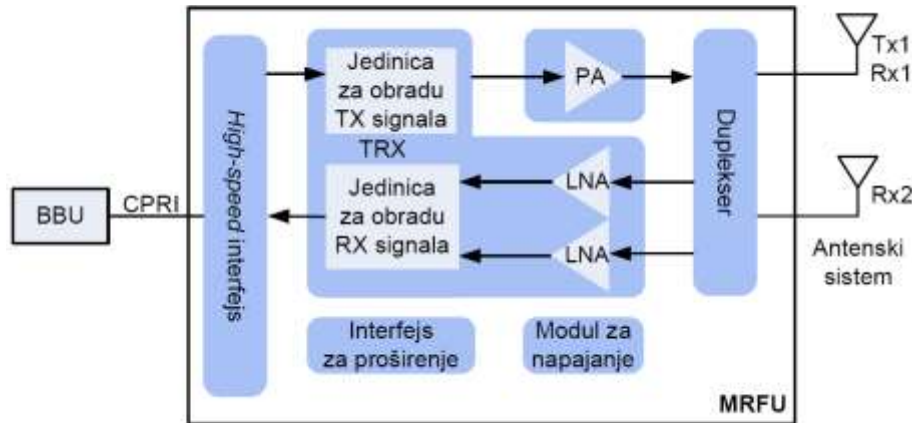 BBU
CPRI
High-speed interfejs
Jedinica
za obradu
TX signala
TRX
Jedinica
za obradu
RX signala
PA
LNA
LNA
Duplekser
Tx1
Rx1
Rx2
Antenski
sistem
Interfejs
za proširenje
Modul za
napajanje
MRFU